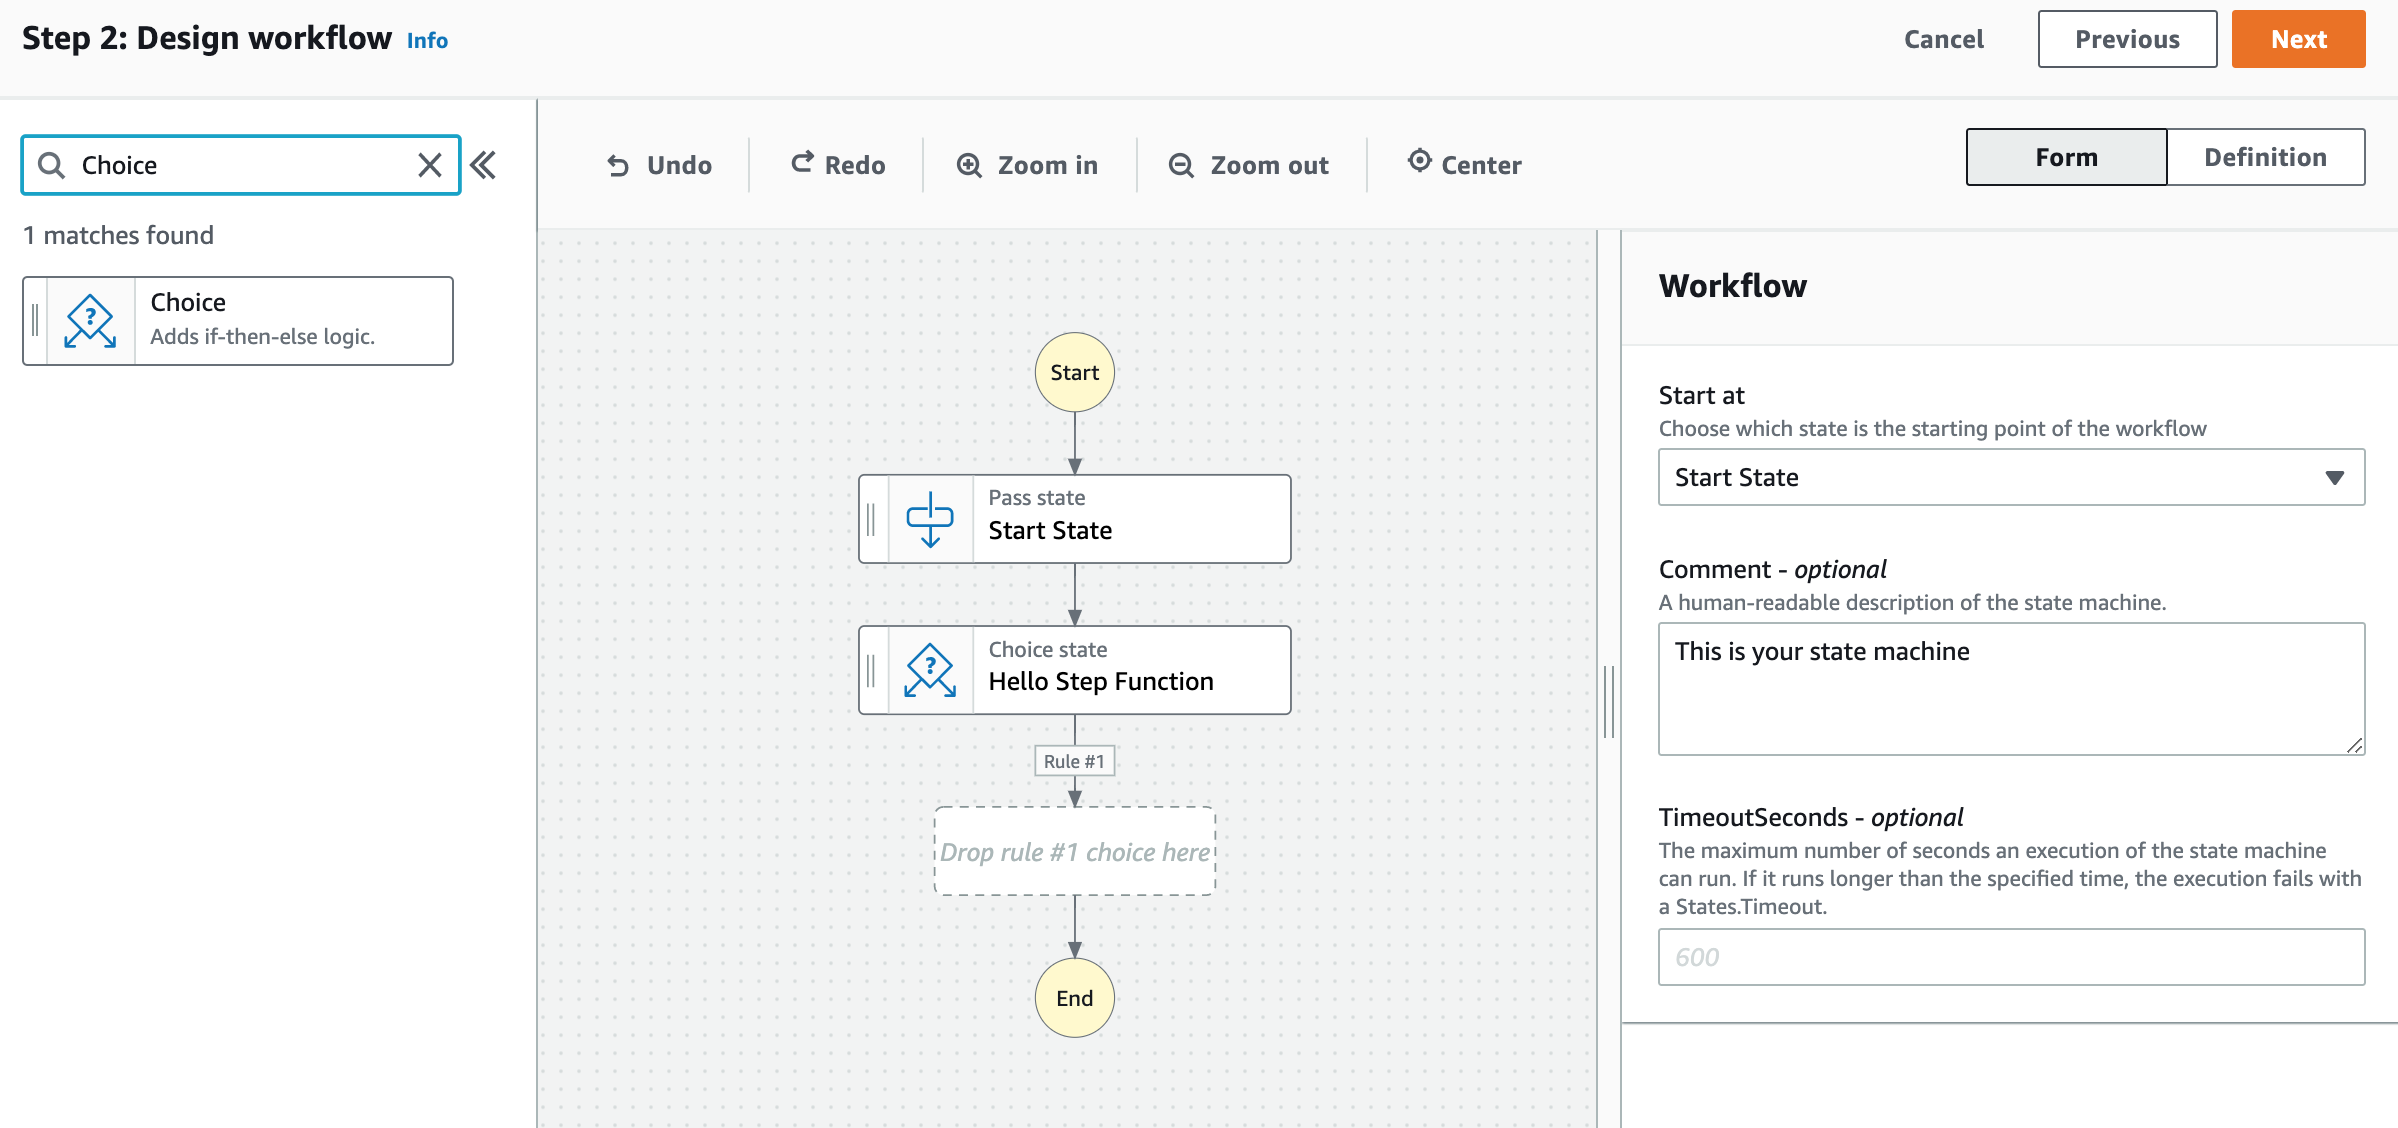 Step 2: Design workflow Info
Cancel
Previous
Next
Choice
1 matches found
?
Choice
Adds if-then-else logic.
Undo
Redo
Zoom in
Zoom out
Center
Form
Definition
Start
Pass state
Start State
?
Choice state
Hello Step Function
Rule #1
Drop rule #1 choice here
End
Workflow
Start at
Choose which state is the starting point of the workflow
Start State
Comment - optional
A human-readable description of the state machine.
This is your state machine
TimeoutSeconds - optional
The maximum number of seconds an execution of the state machine
can run. If it runs longer than the specified time, the execution fails with
a States.Timeout.
600